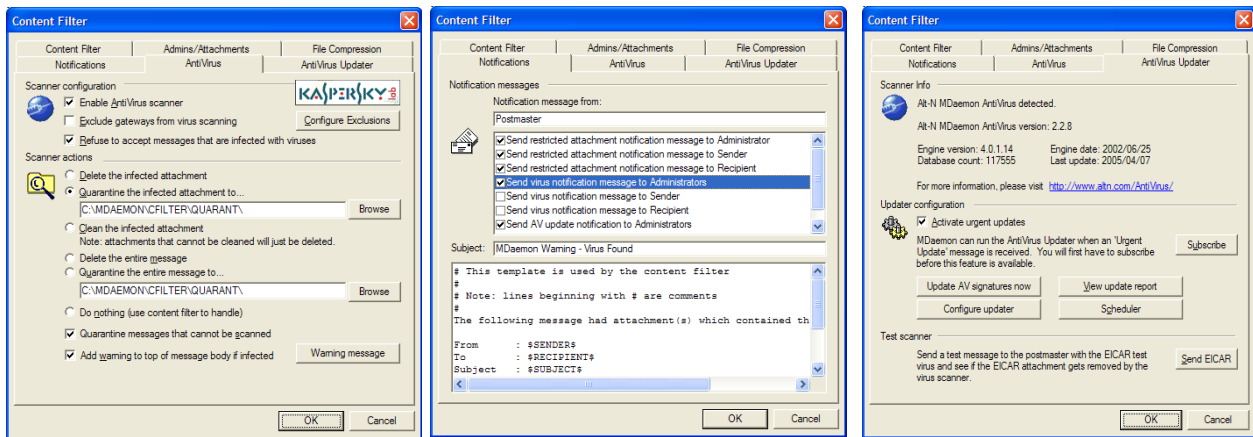 Content Filter
Content Filter Admins/Attachments File Compression
Notifications AntiVirus AntiVirus Updater
Scanner configuration
KASPERSKY lab
Enable AntiVirus scanner
Exclude gateways from virus scanning
Configure Exclusions
Refuse to accept messages that are infected with viruses
Scanner actions
Delete the infected attachment
Quarantine the infected attachment to...
C:\MDAEMON\CFILTER\QUARANT\
Browse
Clean the infected attachment
Note: attachments that cannot be cleaned will just be deleted.
Delete the entire message
Quarantine the entire message to...
C:\MDAEMON\CFILTER\QUARANT\
Browse
Do nothing (use content filter to handle)
Quarantine messages that cannot be scanned
Add warning to top of message body if infected
Warning message
OK Cancel
Content Filter
Content Filter Admins/Attachments File Compression
Notifications AntiVirus AntiVirus Updater
Notification messages
Notification message from:
Postmaster
Send restricted attachment notification message to Administrator
Send restricted attachment notification message to Sender
Send restricted attachment notification message to Recipient
Send virus notification message to Administrators
Send virus notification message to Sender
Send virus notification message to Recipient
Send AV update notification to Administrators
Subject: MDaemon Warning - Virus Found
# This template is used by the content filter
#
# Note: lines beginning with # are comments
#
The following message had attachment(s) which contained th
From : $SENDER$
To : $RECIPIENT$
Subject : $SUBJECT$
OK Cancel
Content Filter
Content Filter Admins/Attachments File Compression
Notifications AntiVirus AntiVirus Updater
Scanner Info
Alt-N MDaemon AntiVirus detected.
Alt-N MDaemon AntiVirus version: 2.2.8
Engine version: 4.0.1.14 Engine date: 2002/06/25
Database count: 117555 Last update: 2005/04/07
For more information, please visit http://www.altn.com/AntiVirus/
Updater configuration
Activate urgent updates
MDaemon can run the AntiVirus Updater when an 'Urgent
Update' message is received. You will first have to subscribe
before this feature is available.
Subscribe
Update AV signatures now View update report
Configure updater Scheduler
Test scanner
Send a test message to the postmaster with the EICAR test
virus and see if the EICAR attachment gets removed by the
virus scanner.
Send EICAR
OK Cancel